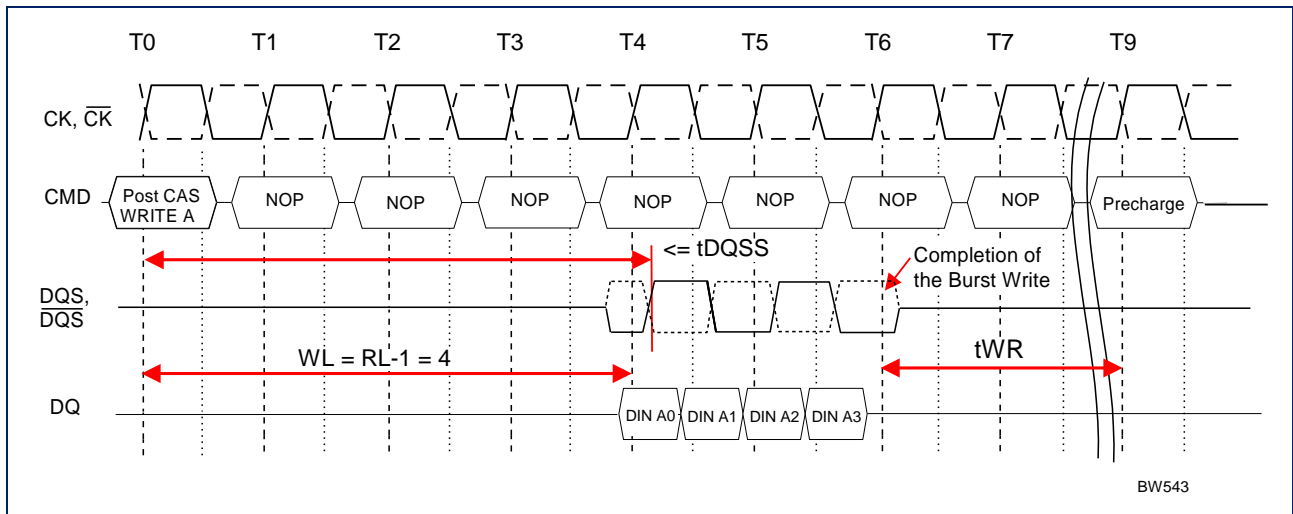 T0 T1 T2 T3 T4 T5 T6 T7 T9
CK, C̅K̅
CMD
Post CAS
WRITE A
NOP NOP NOP NOP NOP NOP NOP Precharge
<= tDQSS
Completion of
the Burst Write
DQS,
D̅Q̅S̅
WL = RL-1 = 4
tWR
DQ
DIN A0 DIN A1 DIN A2 DIN A3
BW543